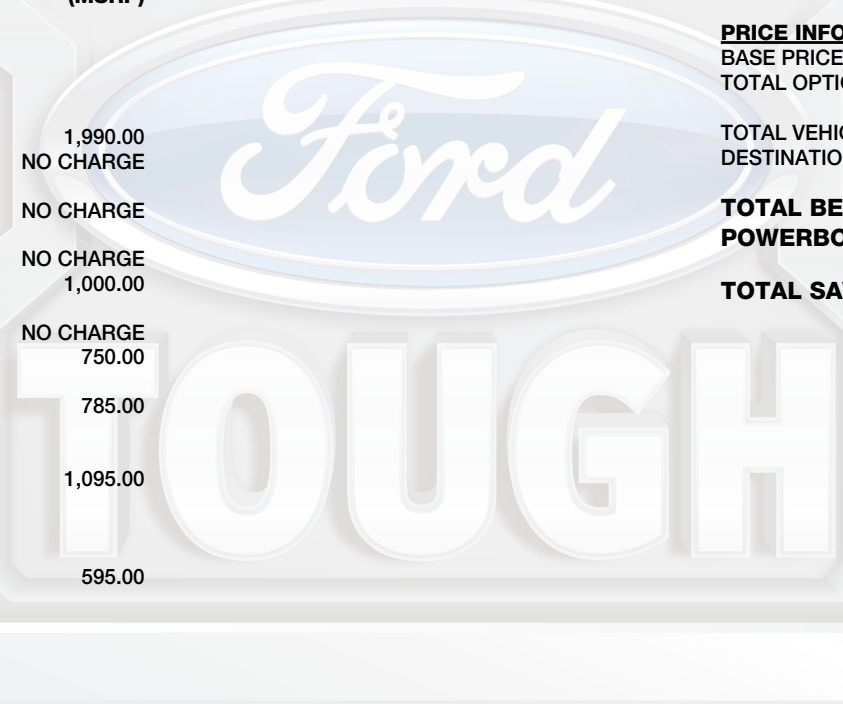 (MSRP)
1,990.00
NO CHARGE
NO CHARGE
NO CHARGE
1,000.00
NO CHARGE
750.00
785.00
1,095.00
595.00
Ford
TOUGH
PRICE INFO
BASE PRICE
TOTAL OPTIO
TOTAL VEHIC
DESTINATIO
TOTAL BE
POWERBO
TOTAL SAV